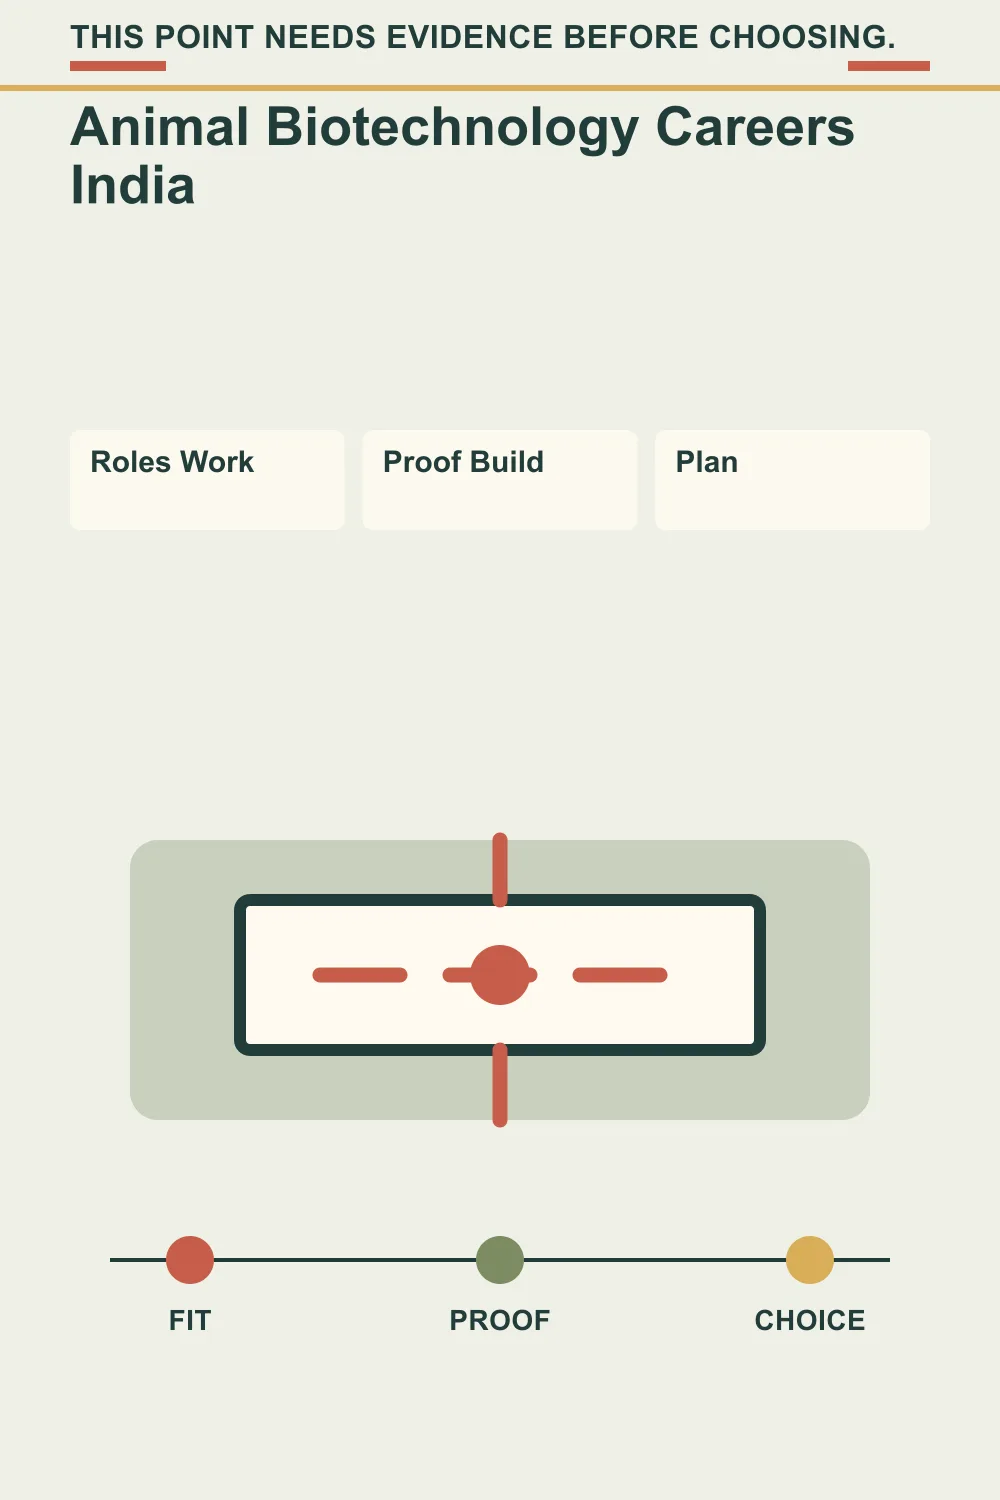 THIS POINT NEEDS EVIDENCE BEFORE CHOOSING.
Animal Biotechnology Careers
India
Roles Work
Proof Build
Plan
FIT
PROOF
CHOICE